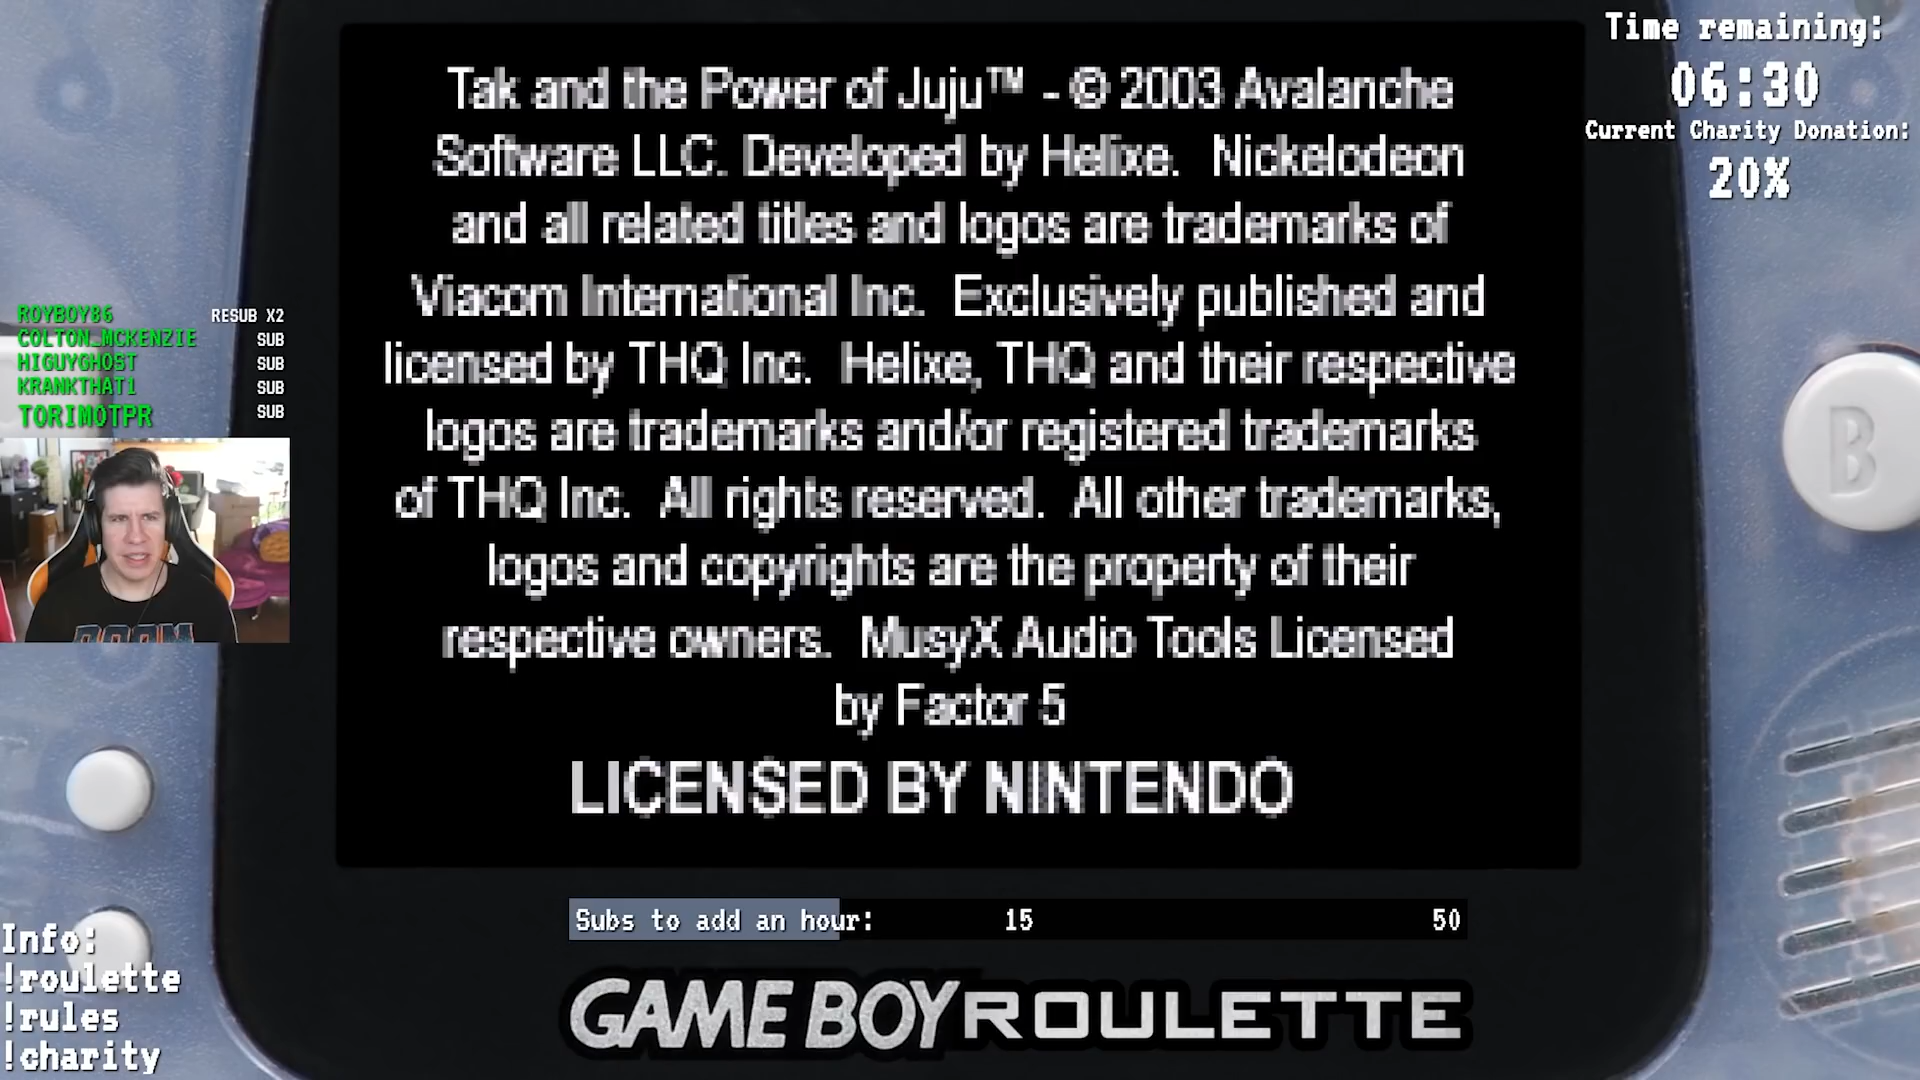 Time remaining:
06:30
Current Charity Donation:
20%
Tak and the Power of Juju™ - © 2003 Avalanche
Software LLC. Developed by Helixe. Nickelodeon
and all related titles and logos are trademarks of
Viacom International Inc. Exclusively published and
licensed by THQ Inc. Helixe, THQ and their respective
logos are trademarks and/or registered trademarks
of THQ Inc. All rights reserved. All other trademarks,
logos and copyrights are the property of their
respective owners. MusyX Audio Tools Licensed
by Factor 5
LICENSED BY NINTENDO
ROYBOY86 RESUB X2
COLTON_MCKENZIE SUB
HIGUYGHOST SUB
KRANKTHAT1 SUB
TORIMOTPR SUB
DOOM
B
Subs to add an hour: 15 50
GAME BOY ROULETTE
Info:
!roulette
!rules
!charity